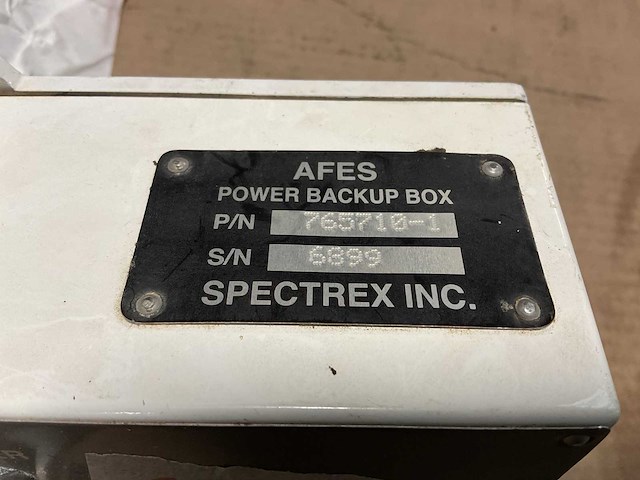 AFES
POWER BACKUP BOX
P/N 765710-1
S/N 6899
SPECTREX INC.